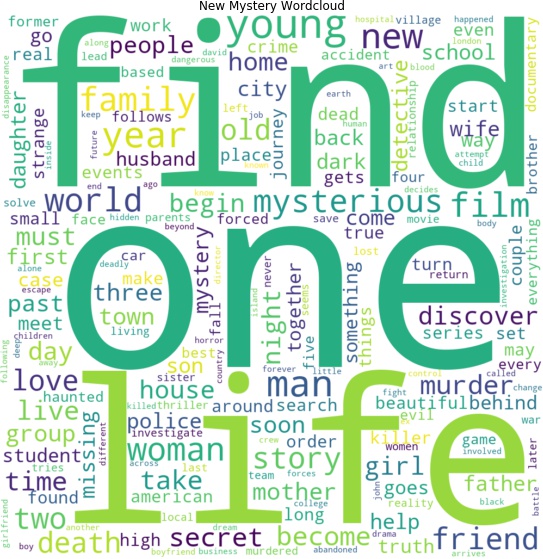 New Mystery Wordcloud
find
one
life
former
go
real
work
people
lead
based
along
david
dangerous
young
crime
home
city
hospital
village
happened
london
accident
art
blood
new
even
school
documentary
disappearance
inside
daughter
strange
keep
future
family
year
follows
husband
events
end
ago
left
job
known
old
place
journey
earth
human
dead
back
dark
gets
four
detective
relationship
start
wife
way
attempt
child
brother
solve
world
small
hidden
parents
face
beyond
know
begin
forced
mysterious
save
decides
come
true
movie
film
body
must
first
alone
case
escape
past
meet
deep
children
day
away
following
car
deadly
make
three
town
living
mystery
fall
director
horror
best
son
sister
country
night
island
never
seems
together
five
forever
little
something
lost
things
turn
return
investigation
couple
everything
discover
series
set
may
every
called
change
love
haunted
live
group
student
time
tries
found
two
girlfriend
boy
missing
different
another
death
killed
thriller
house
police
investigate
woman
across
last
take
american
local
high
boyfriend
dream
business
secret
murdered
man
around
search
soon
order
crew
story
team
forces
mother
college
long
abandoned
become
control
fight
murder
beautiful
behind
evil
killer
women
girl
goes
john
reality
help
truth
game
involved
war
father
black
battle
later
friend
arrives
drama